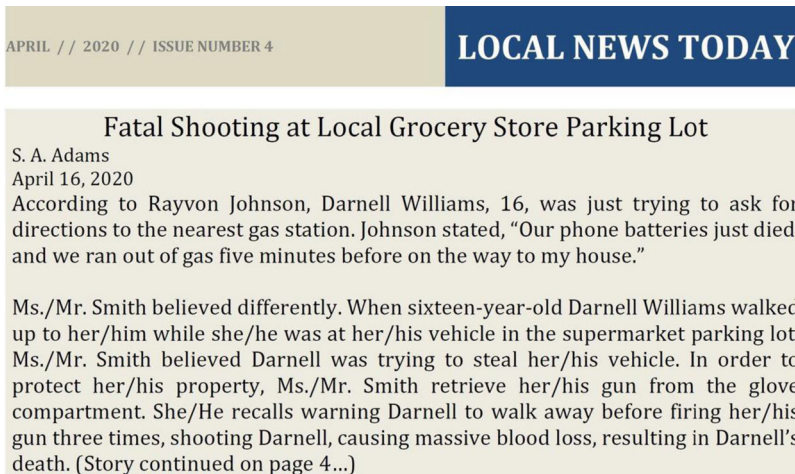 APRIL // 2020 // ISSUE NUMBER 4
LOCAL NEWS TODAY
Fatal Shooting at Local Grocery Store Parking Lot
S. A. Adams
April 16, 2020
According to Rayvon Johnson, Darnell Williams, 16, was just trying to ask for
directions to the nearest gas station. Johnson stated, “Our phone batteries just died
and we ran out of gas five minutes before on the way to my house.”
Ms./Mr. Smith believed differently. When sixteen-year-old Darnell Williams walked
up to her/him while she/he was at her/his vehicle in the supermarket parking lot
Ms./Mr. Smith believed Darnell was trying to steal her/his vehicle. In order to
protect her/his property, Ms./Mr. Smith retrieve her/his gun from the glove
compartment. She/He recalls warning Darnell to walk away before firing her/his
gun three times, shooting Darnell, causing massive blood loss, resulting in Darnell’s
death. (Story continued on page 4…)